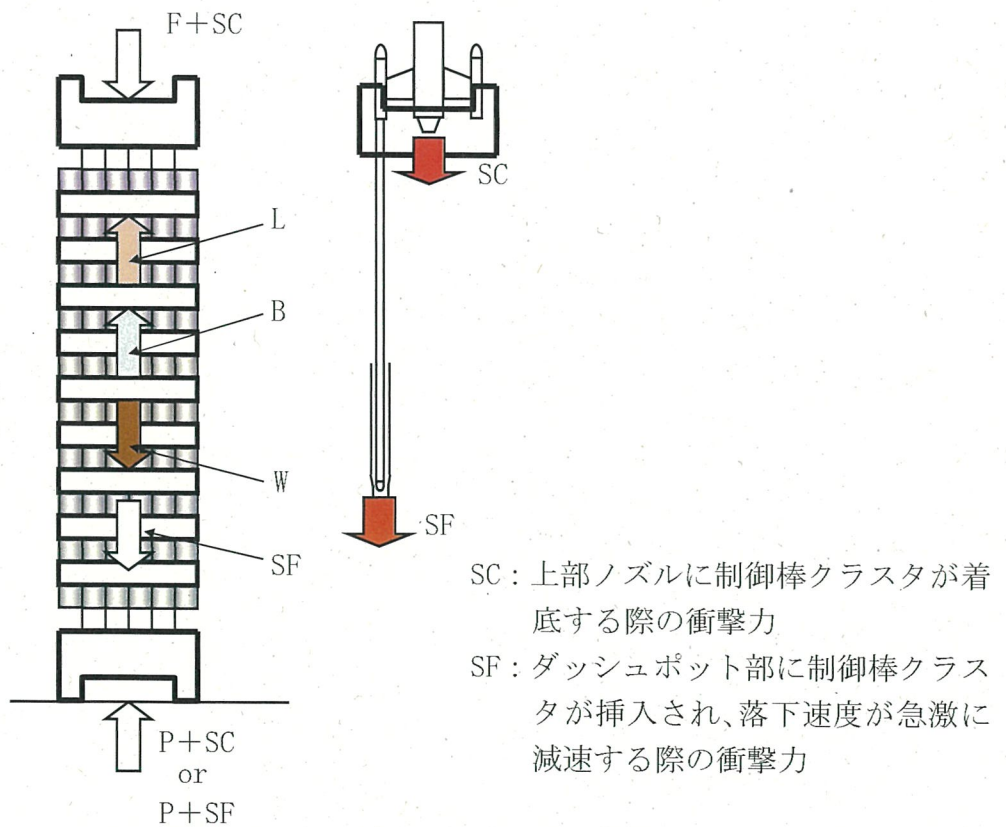 F+SC
SC
L
B
W
SF
SF
P+SC
or
P+SF
SC：上部ノズルに制御棒クラスタが着
底する際の衝撃力
SF：ダッシュポット部に制御棒クラス
タが挿入され、落下速度が急激に
減速する際の衝撃力